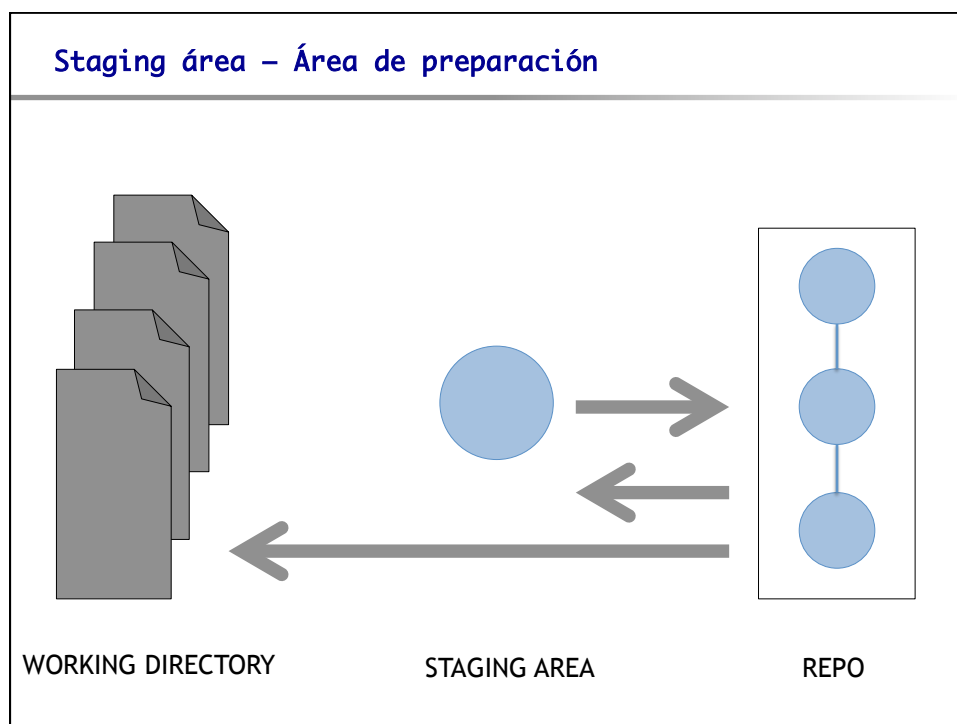 Staging área – Área de preparación
WORKING DIRECTORY
STAGING AREA
REPO